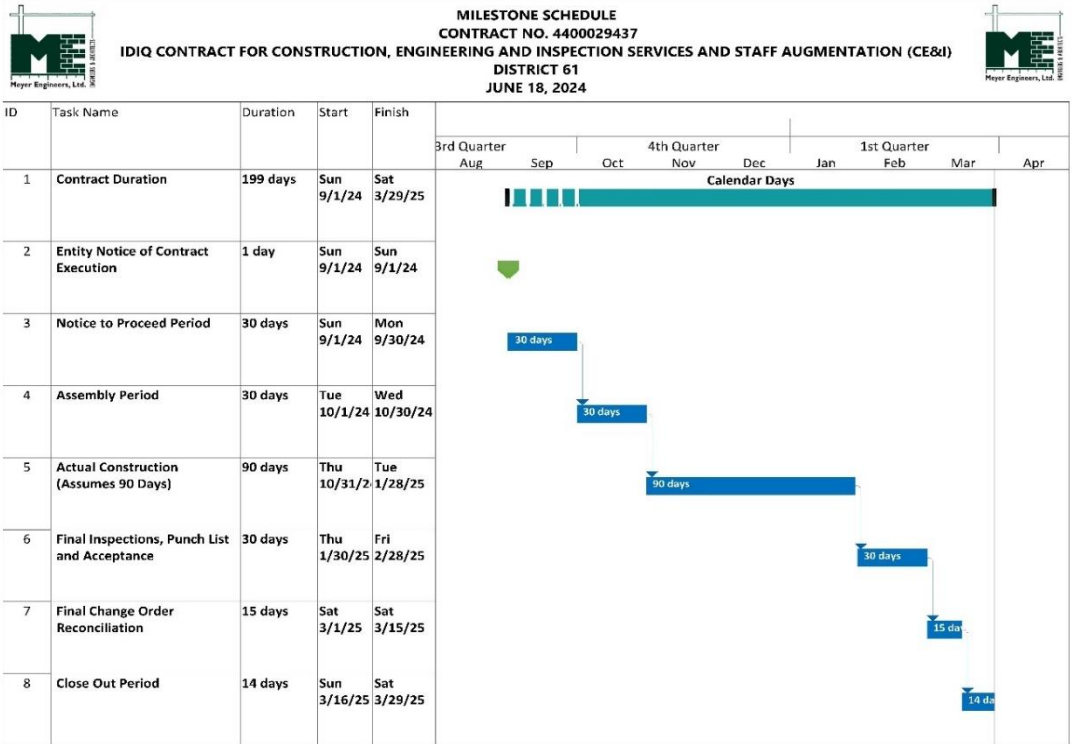 MILESTONE SCHEDULE
CONTRACT NO. 4400029437
IDIQ CONTRACT FOR CONSTRUCTION, ENGINEERING AND INSPECTION SERVICES AND STAFF AUGMENTATION (CE&I)
DISTRICT 61
JUNE 18, 2024
ME
Meyer Engineers, Ltd.
ME
Meyer Engineers, Ltd.
ID Task Name Duration Start Finish
3rd Quarter 4th Quarter 1st Quarter
Aug Sep Oct Nov Dec Jan Feb Mar Apr
1 Contract Duration 199 days Sun Sat Calendar Days
9/1/24 3/29/25
2 Entity Notice of Contract 1 day Sun Sun
Execution 9/1/24 9/1/24
3 Notice to Proceed Period 30 days Sun Mon
9/1/24 9/30/24 30 days
4 Assembly Period 30 days Tue Wed
10/1/24 10/30/24 30 days
5 Actual Construction 90 days Thu Tue
(Assumes 90 Days) 10/31/2 1/28/25 90 days
6 Final Inspections, Punch List 30 days Thu Fri
and Acceptance 1/30/25 2/28/25 30 days
7 Final Change Order 15 days Sat Sat
Reconciliation 3/1/25 3/15/25 15 day
8 Close Out Period 14 days Sun Sat
3/16/25 3/29/25 14 da